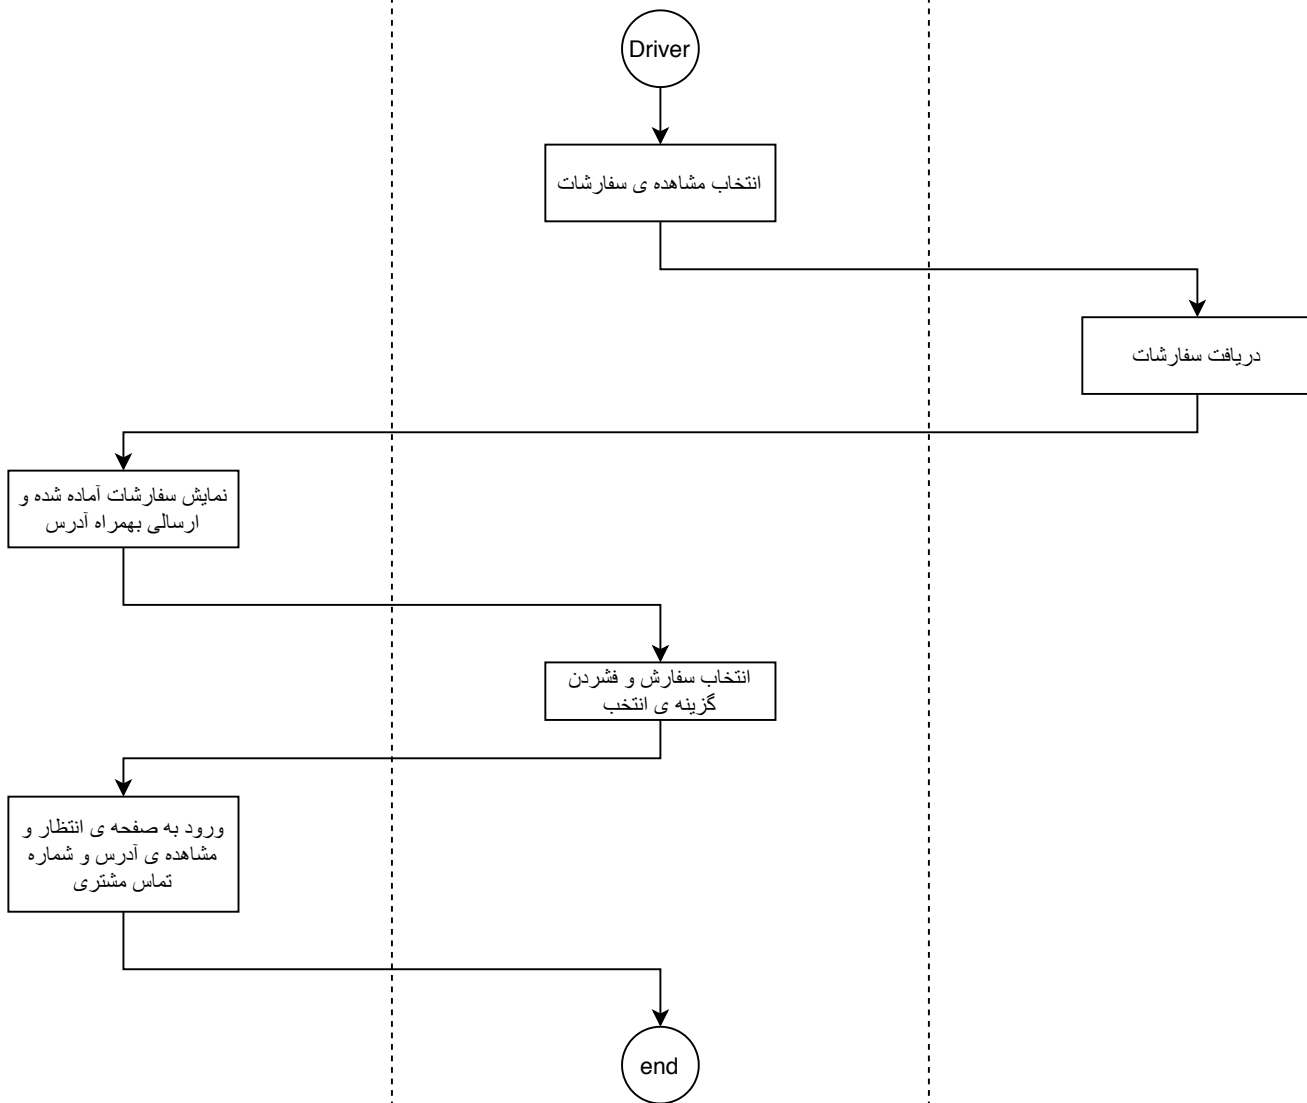 Driver
انتخاب مشاهده ی سفارشات
دریافت سفارشات
نمایش سفارشات آماده شده و
ارسالی بهمراه آدرس
انتخاب سفارش و فشردن
گزینه ی انتخب
ورود به صفحه ی انتظار و
مشاهده ی آدرس و شماره
تماس مشتری
end